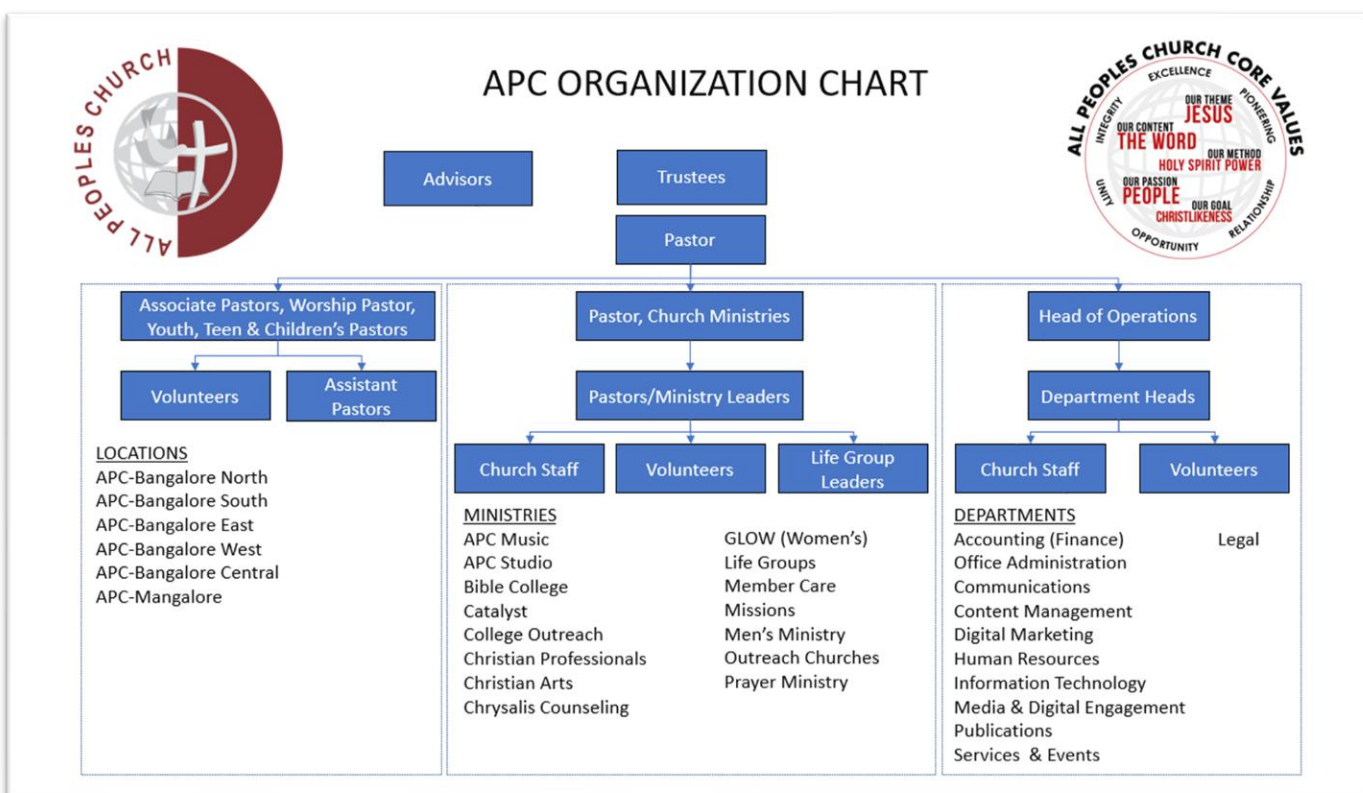 ALL PEOPLES CHURCH
APC ORGANIZATION CHART
ALL PEOPLES CHURCH CORE VALUES
EXCELLENCE
INTEGRITY
PIONEERING
OUR THEME
JESUS
OUR CONTENT
THE WORD
OUR METHOD
HOLY SPIRIT POWER
OUR PASSION
PEOPLE
OUR GOAL
CHRISTLIKENESS
UNITY
RELATIONSHIP
OPPORTUNITY
Advisors
Trustees
Pastor
Associate Pastors, Worship Pastor,
Youth, Teen & Children's Pastors
Volunteers
Assistant
Pastors
LOCATIONS
APC-Bangalore North
APC-Bangalore South
APC-Bangalore East
APC-Bangalore West
APC-Bangalore Central
APC-Mangalore
Pastor, Church Ministries
Pastors/Ministry Leaders
Church Staff
Volunteers
Life Group
Leaders
MINISTRIES
APC Music
APC Studio
Bible College
Catalyst
College Outreach
Christian Professionals
Christian Arts
Chrysalis Counseling
GLOW (Women's)
Life Groups
Member Care
Missions
Men's Ministry
Outreach Churches
Prayer Ministry
Head of Operations
Department Heads
Church Staff
Volunteers
DEPARTMENTS
Accounting (Finance)
Office Administration
Communications
Content Management
Digital Marketing
Human Resources
Information Technology
Media & Digital Engagement
Publications
Services & Events
Legal